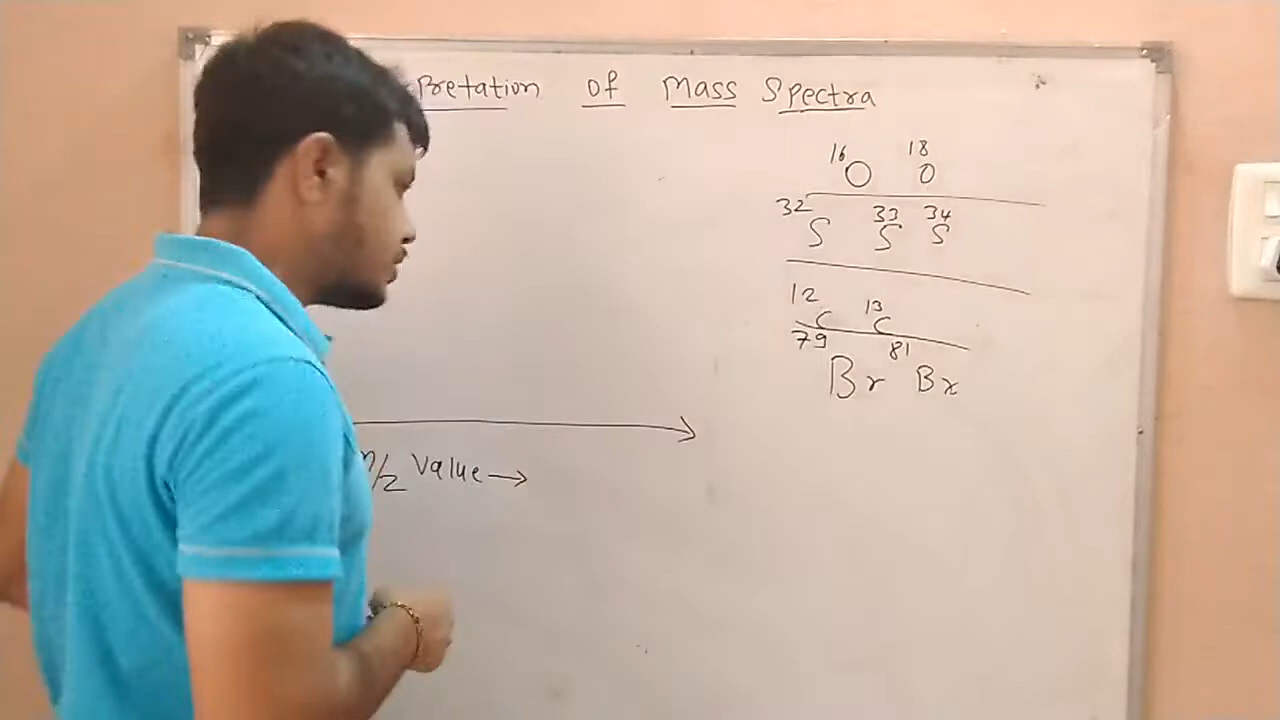 pretation of Mass Spectra
16O 18O
32S 33S 34S
12C 13C
79Br 81Br
m/z Value →